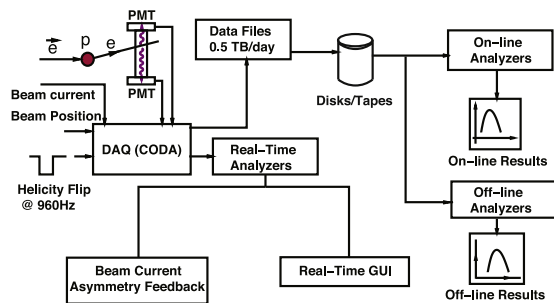 PMT
e p e
PMT
Beam current
Beam Position
Helicity Flip
@ 960Hz
DAQ (CODA)
Data Files
0.5 TB/day
Disks/Tapes
Real-Time
Analyzers
Beam Current
Asymmetry Feedback
Real-Time GUI
On-line
Analyzers
On-line Results
Off-line
Analyzers
Off-line Results